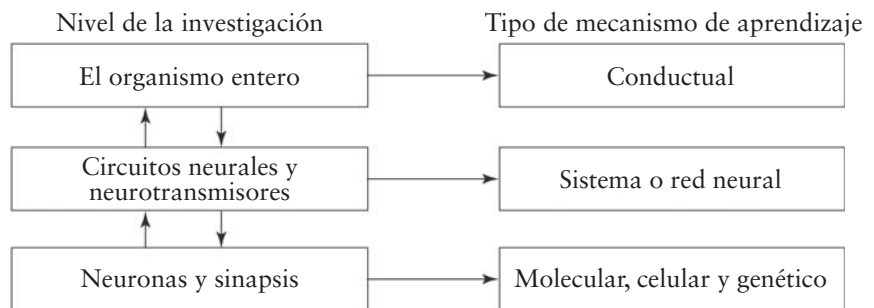 Nivel de la investigación
Tipo de mecanismo de aprendizaje
El organismo entero
Conductual
Circuitos neurales y
neurotransmisores
Sistema o red neural
Neuronas y sinapsis
Molecular, celular y genético